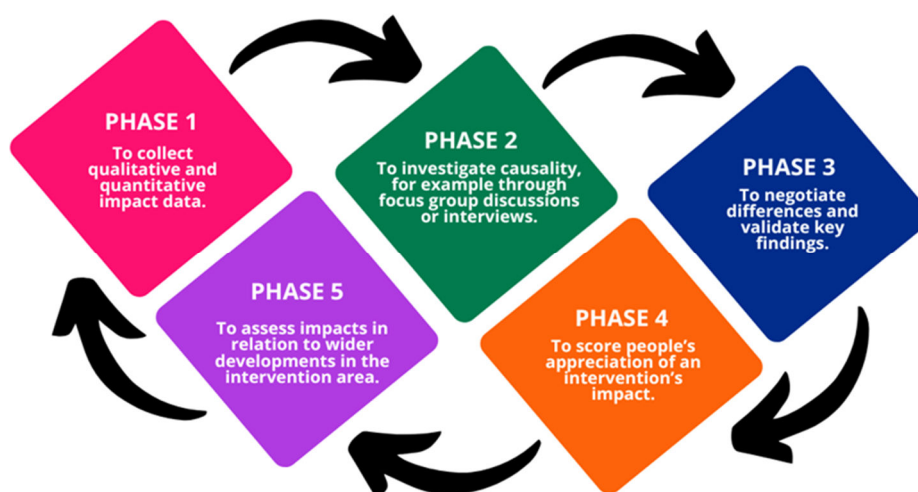 PHASE 1
To collect
qualitative and
quantitative
impact data.
PHASE 2
To investigate causality,
for example through
focus group discussions
or interviews.
PHASE 3
To negotiate
differences and
validate key
findings.
PHASE 4
To score people's
appreciation of an
intervention's
impact.
PHASE 5
To assess impacts in
relation to wider
developments in the
intervention area.